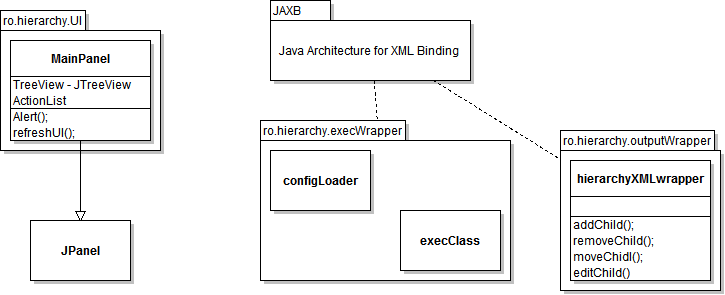 ro.hierarchy.UI
MainPanel
TreeView - JTreeView
ActionList
Alert();
refreshUI();
JPanel
JAXB
Java Architecture for XML Binding
ro.hierarchy.execWrapper
configLoader
execClass
ro.hierarchy.outputWrapper
hierarchyXMLwrapper
addChild();
removeChild();
moveChidl();
editChild()